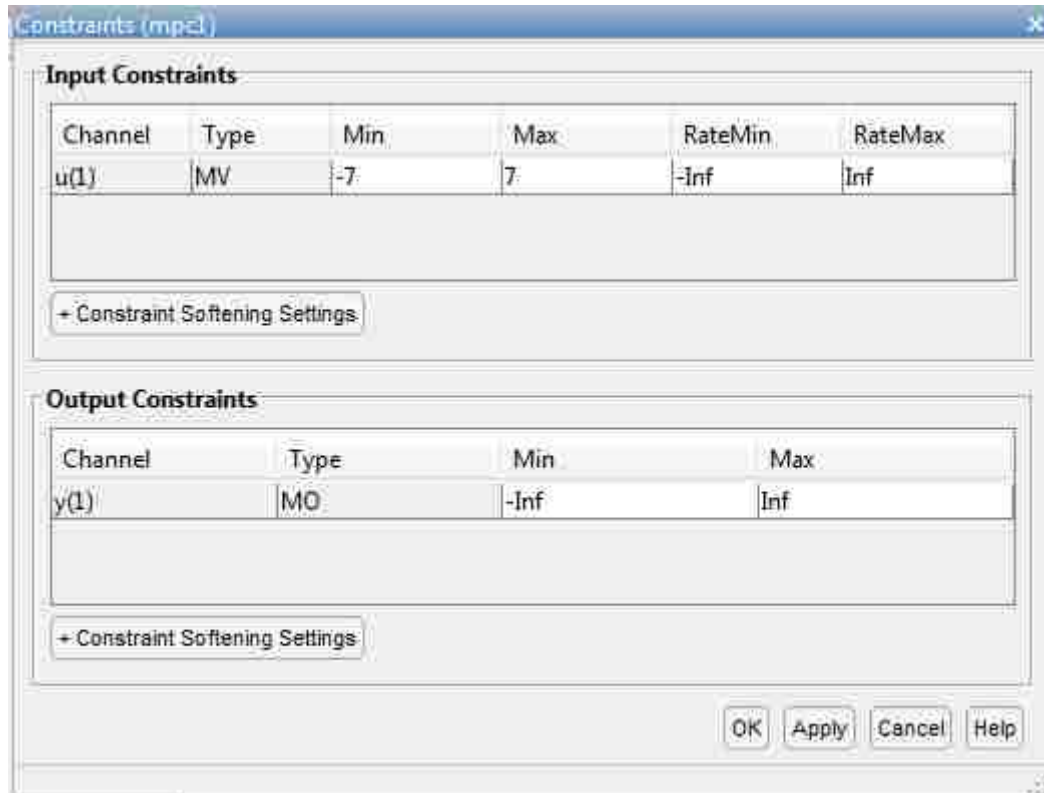 Constraints (mpc1)
Input Constraints
Channel Type Min Max RateMin RateMax
u(1) MV -7 7 -Inf Inf
+ Constraint Softening Settings
Output Constraints
Channel Type Min Max
y(1) MO -Inf Inf
+ Constraint Softening Settings
OK Apply Cancel Help